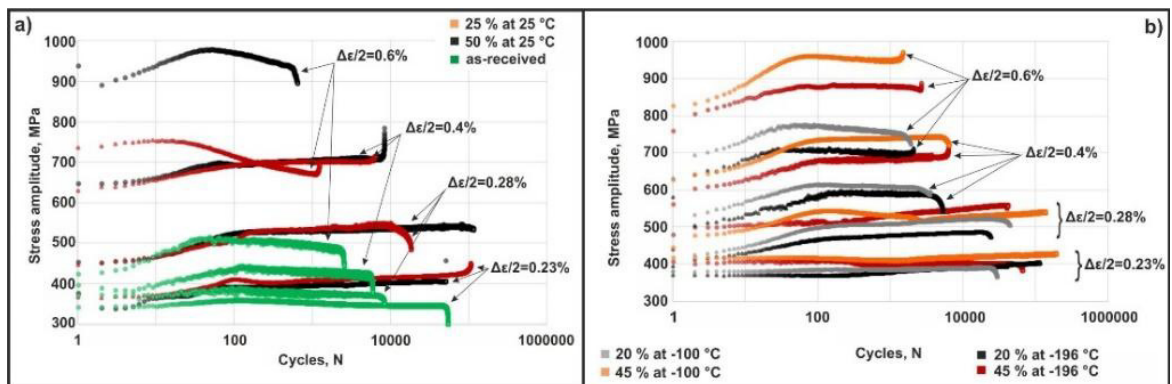 a)
25 % at 25 °C
50 % at 25 °C
as-received
1000
900
800
700
600
500
400
300
Stress amplitude, MPa
Δε/2=0.6%
Δε/2=0.4%
Δε/2=0.28%
Δε/2=0.23%
1
100
10000
1000000
Cycles, N
b)
1000
900
800
700
600
500
400
300
Stress amplitude, MPa
Δε/2=0.6%
Δε/2=0.4%
Δε/2=0.28%
Δε/2=0.23%
1
100
10000
1000000
Cycles, N
20 % at -100 °C
45 % at -100 °C
20 % at -196 °C
45 % at -196 °C